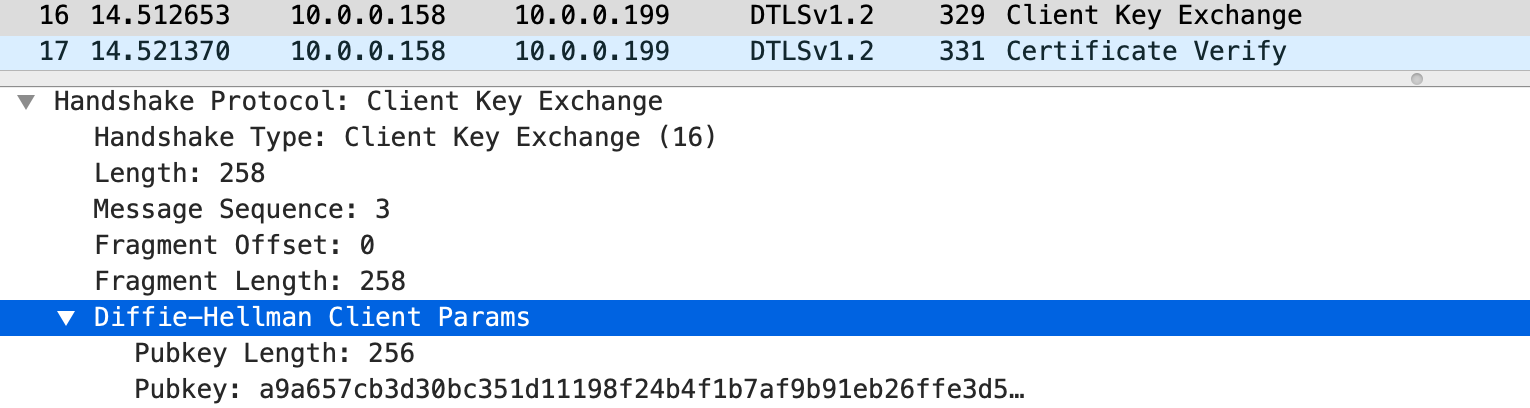 16 14.512653 10.0.0.158 10.0.0.199 DTLSv1.2 329 Client Key Exchange
17 14.521370 10.0.0.158 10.0.0.199 DTLSv1.2 331 Certificate Verify
Handshake Protocol: Client Key Exchange
Handshake Type: Client Key Exchange (16)
Length: 258
Message Sequence: 3
Fragment Offset: 0
Fragment Length: 258
Diffie-Hellman Client Params
Pubkey Length: 256
Pubkey: a9a657cb3d30bc351d11198f24b4f1b7af9b91eb26ffe3d5…